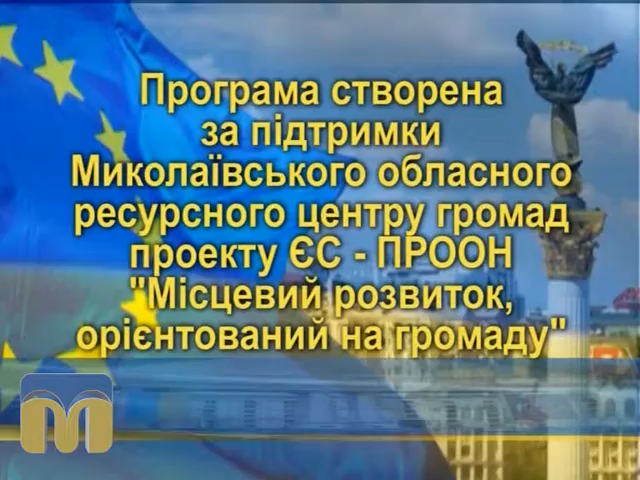 Програма створена
за підтримки
Миколаївського обласного
ресурсного центру громад
проекту ЄС - ПРООН
"Місцевий розвиток,
орієнтований на громаду"
М